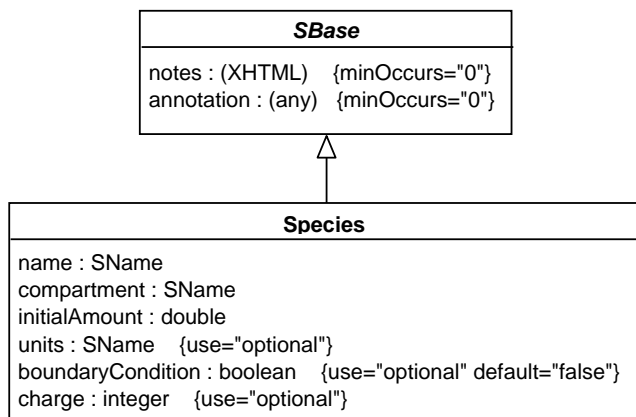 SBase
notes : (XHTML) {minOccurs="0"}
annotation : (any) {minOccurs="0"}
Species
name : SName
compartment : SName
initialAmount : double
units : SName {use="optional"}
boundaryCondition : boolean {use="optional" default="false"}
charge : integer {use="optional"}